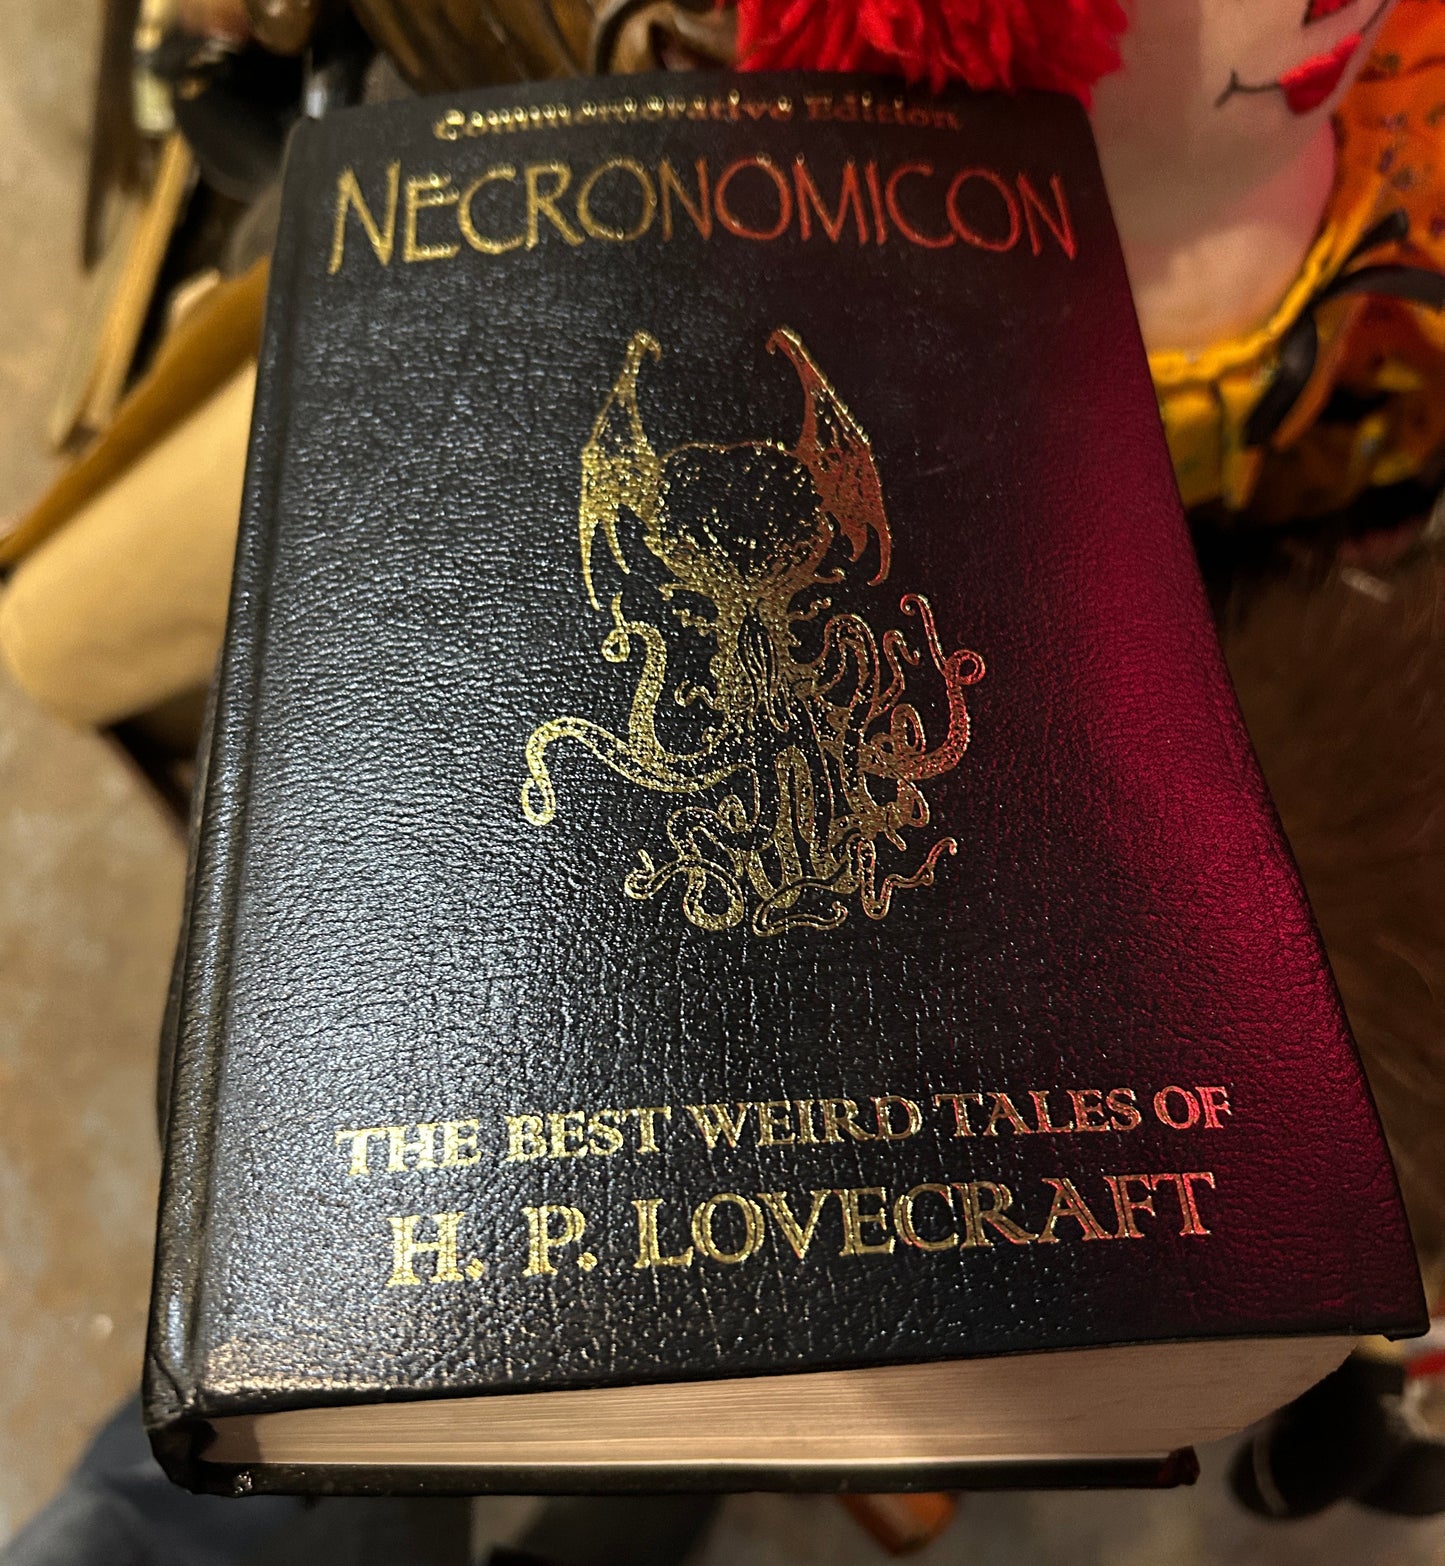 Commemorative Edition
NECRONOMICON
THE BEST WEIRD TALES OF
H. P. LOVECRAFT